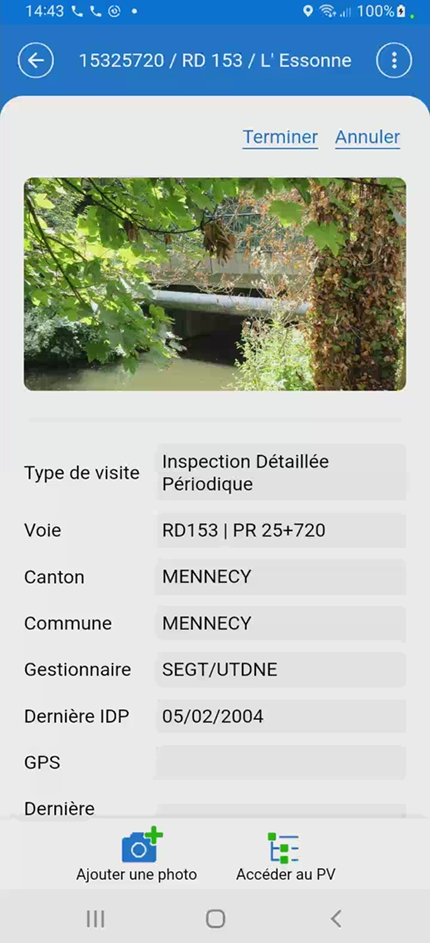 14:43 100%
15325720 / RD 153 / L' Essonne
Terminer Annuler
Type de visite Inspection Détaillée
Périodique
Voie RD153 | PR 25+720
Canton MENNECY
Commune MENNECY
Gestionnaire SEGT/UTDNE
Dernière IDP 05/02/2004
GPS
Dernière
Ajouter une photo Accéder au PV